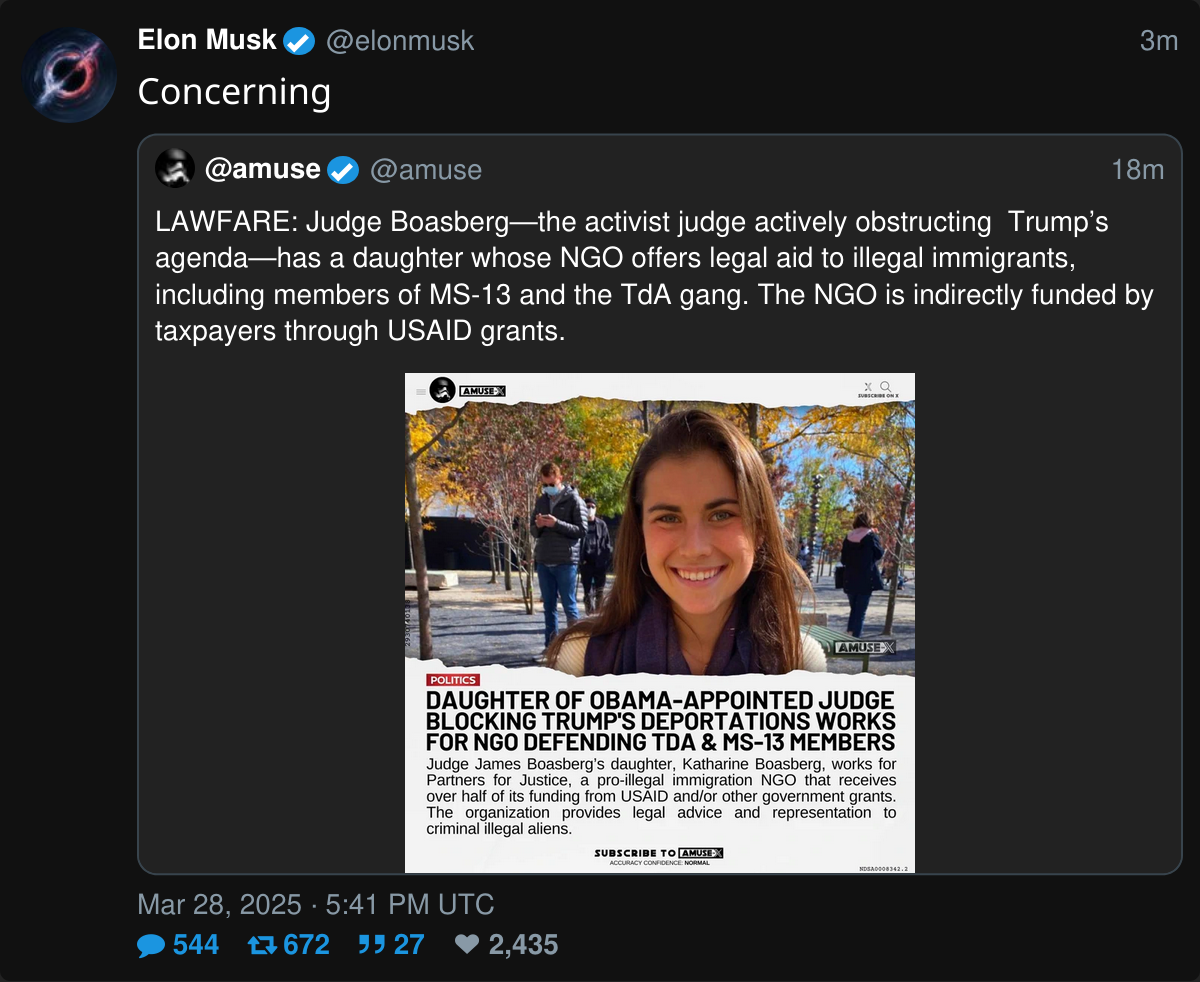 Elon Musk @elonmusk 3m
Concerning
@amuse @amuse 18m
LAWFARE: Judge Boasberg—the activist judge actively obstructing  Trump’s
agenda—has a daughter whose NGO offers legal aid to illegal immigrants,
including members of MS-13 and the TdA gang. The NGO is indirectly funded by
taxpayers through USAID grants.
AMUSE X
X
SUBSCRIBE ON X
AMUSE X
POLITICS
DAUGHTER OF OBAMA-APPOINTED JUDGE
BLOCKING TRUMP'S DEPORTATIONS WORKS
FOR NGO DEFENDING TDA & MS-13 MEMBERS
Judge James Boasberg's daughter, Katharine Boasberg, works for
Partners for Justice, a pro-illegal immigration NGO that receives
over half of its funding from USAID and/or other government grants.
The organization provides legal advice and representation to
criminal illegal aliens.
SUBSCRIBE TO AMUSE X
ACCURACY CONFIDENCE: NORMAL
NDSA0008342.2
Mar 28, 2025 · 5:41 PM UTC
544 672 27 2,435